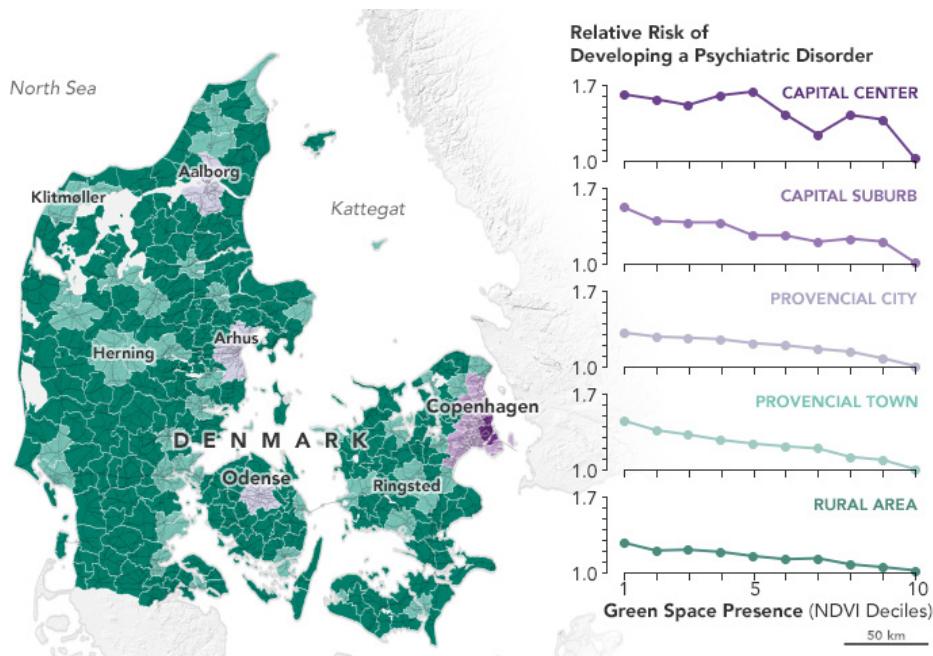 North Sea
Kattegat
Aalborg
Klitmøller
Arhus
Herning
Copenhagen
DENMARK
Odense
Ringsted
Relative Risk of
Developing a Psychiatric Disorder
1.7
CAPITAL CENTER
1.0
1.7
CAPITAL SUBURB
1.0
1.7
PROVENCIAL CITY
1.0
1.7
PROVENCIAL TOWN
1.0
1.7
RURAL AREA
1.0
1 5 10
Green Space Presence (NDVI Deciles)
50 km